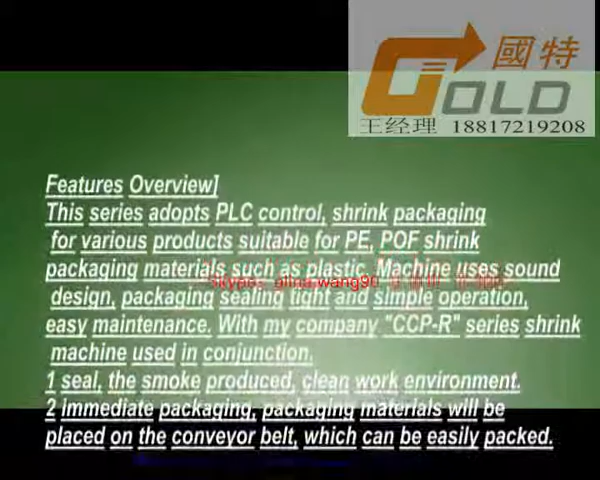 國特
GOLD
王经理 18817219208
Features Overview]
This series adopts PLC control, shrink packaging
for various products suitable for PE, POF shrink
packaging materials such as plastic. Machine uses sound
design, packaging sealing tight and simple operation,
easy maintenance. With my company "CCP-R" series shrink
machine used in conjunction.
1 seal, the smoke produced, clean work environment.
2 immediate packaging, packaging materials will be
placed on the conveyor belt, which can be easily packed.